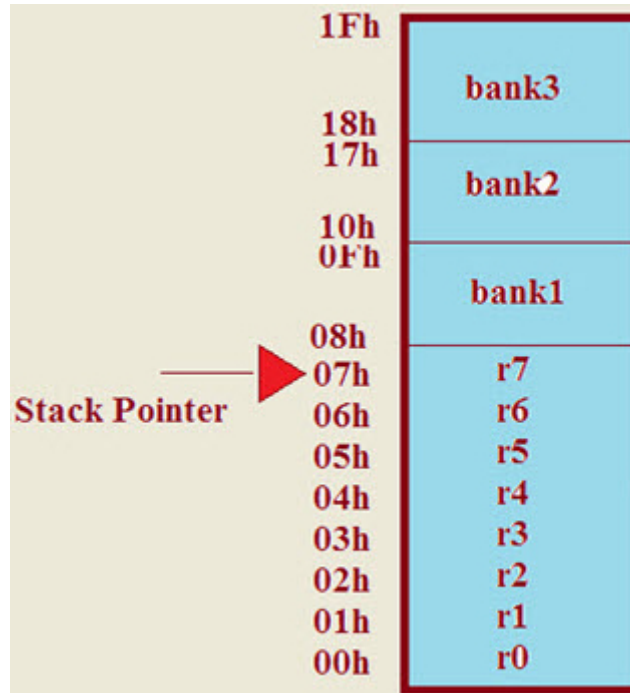 1Fh
bank3
18h
17h
bank2
10h
0Fh
bank1
08h
07h r7
Stack Pointer
06h r6
05h r5
04h r4
03h r3
02h r2
01h r1
00h r0